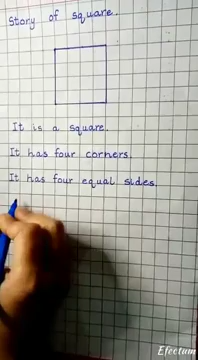 Story of square.
It is a square.
It has four corners.
It has four equal sides.
Efectum